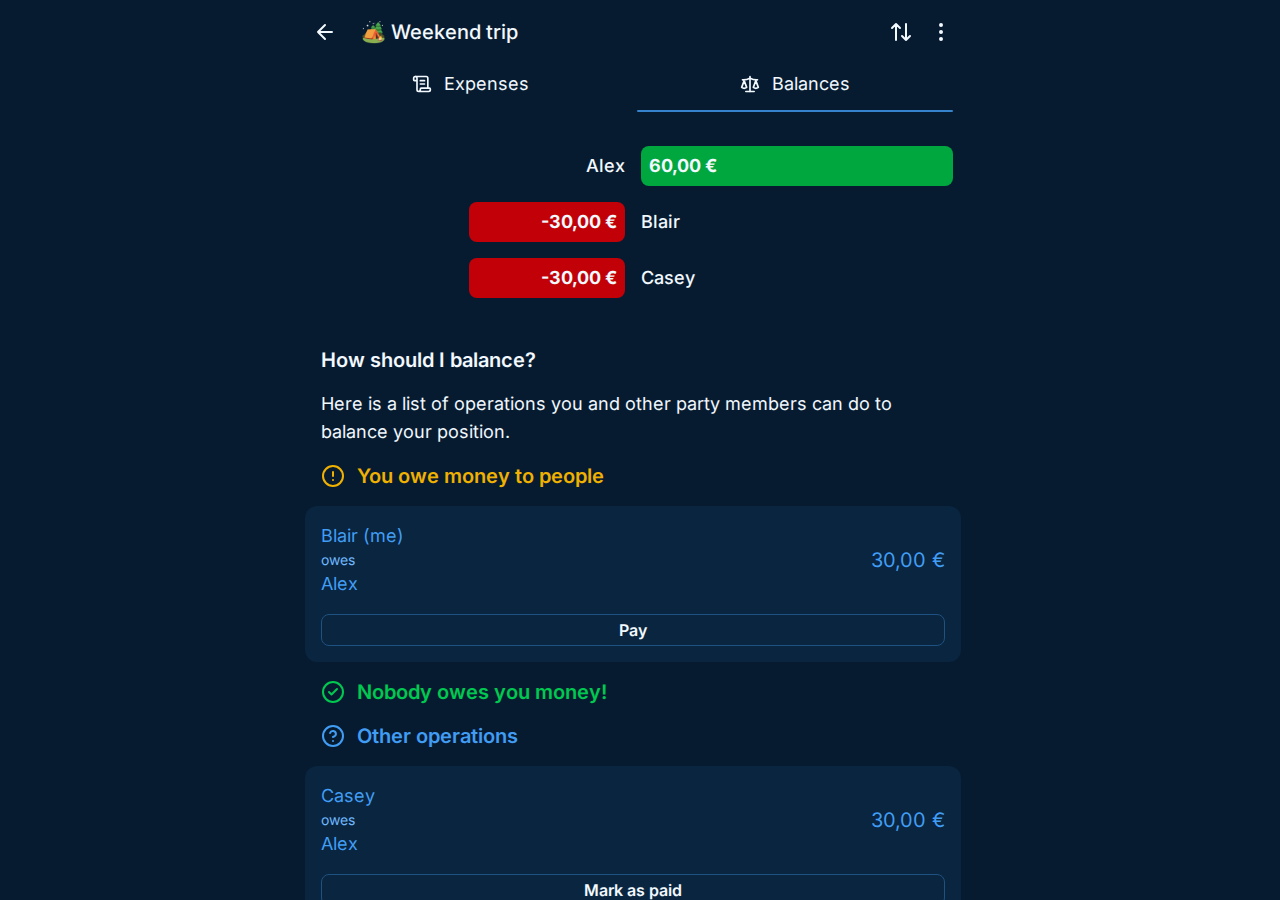 🏕️ Weekend trip
Expenses
Balances
Alex
60,00 €
-30,00 €
Blair
-30,00 €
Casey
How should I balance?
Here is a list of operations you and other party members can do to
balance your position.
You owe money to people
Blair (me)
owes
Alex
30,00 €
Pay
Nobody owes you money!
Other operations
Casey
owes
Alex
30,00 €
Mark as paid